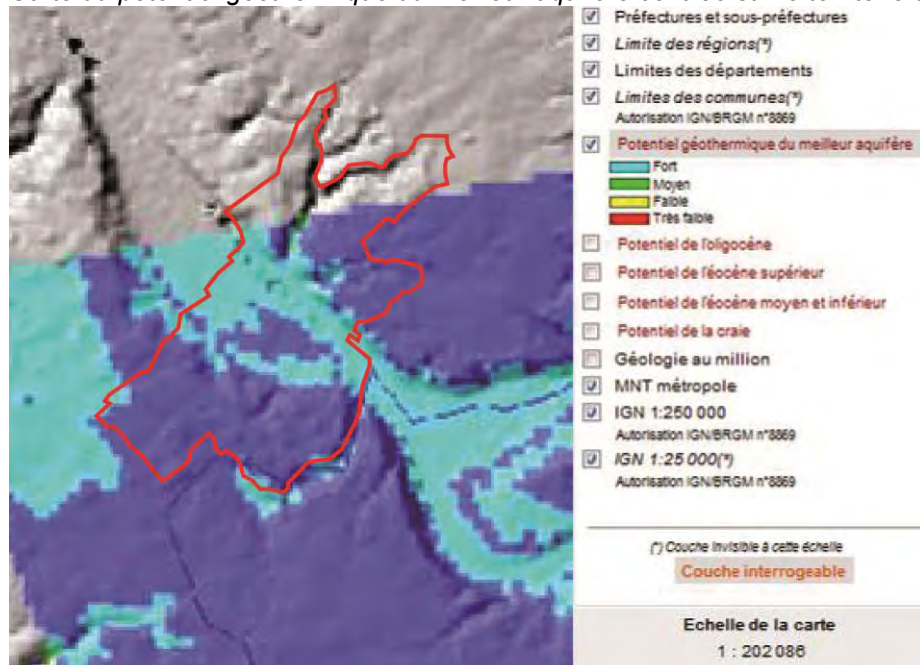 Préfectures et sous-préfectures
Limite des régions(*)
Limites des départements
Limites des communes(*)
Autorisation IGN/BRGM n°8869
Potentiel géothermique du meilleur aquifère
Fort
Moyen
Faible
Très faible
Potentiel de l'oligocène
Potentiel de l'éocène supérieur
Potentiel de l'éocène moyen et inférieur
Potentiel de la craie
Géologie au million
MNT métropole
IGN 1:250 000
Autorisation IGN/BRGM n°8869
IGN 1:25 000(*)
Autorisation IGN/BRGM n°8869
(*) Couche invisible à cette échelle
Couche interrogeable
Echelle de la carte
1 : 202 086